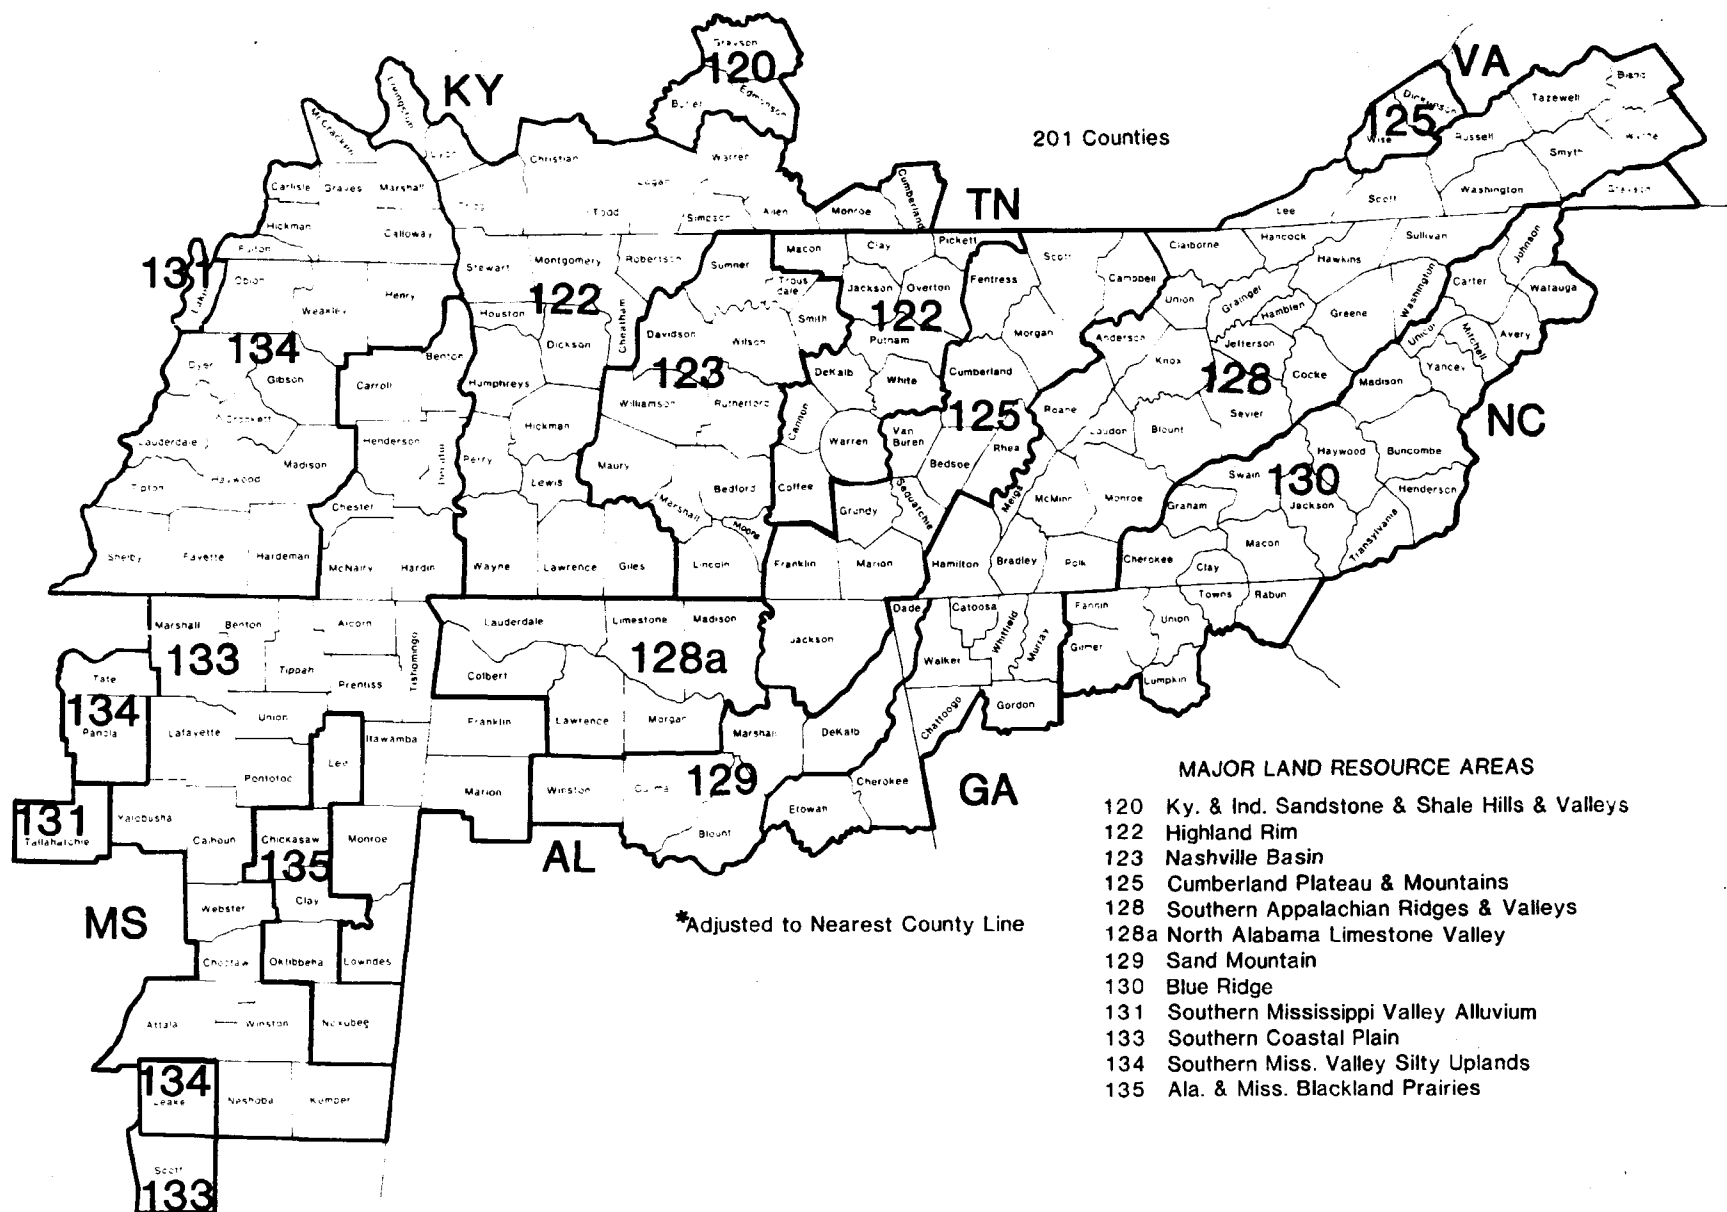 Grayson
120
Butler
Edmonson
KY
VA
Livingston
McCracken
Lyon
Christian
Warren
Logan
201 Counties
125
Dickinson
Wise
Bland
Tazewell
Russell
Wythe
Smyth
Carlisle
Graves
Marshall
Trigg
Todd
Simpson
Allen
Monroe
Cumberland
TN
Lee
Scott
Washington
Grayson
Hickman
Calloway
Fulton
131
Lake
Obion
Weakley
Henry
134
Dyer
Gibson
Carroll
Benton
Crockett
Lauderdale
Henderson
Decatur
Madison
Haywood
Tipton
Chester
Shelby
Fayette
Hardeman
McNairy
Hardin
Stewart
Montgomery
Robertson
122
Houston
Cheatham
Dickson
Humphreys
Hickman
Perry
Lewis
Wayne
Lawrence
Giles
Sumner
Macon
Trous
dale
Smith
Davidson
Wilson
123
Williamson
Rutherford
Cannon
Maury
Bedford
Marshall
Moore
Lincoln
Clay
Pickett
Jackson
Overton
122
Putnam
DeKalb
White
Warren
Van
Buren
Coffee
Grundy
Franklin
Marion
Fentress
Scott
Campbell
Morgan
Cumberland
125
Bedsoe
Rhea
Sequatchie
Claiborne
Hancock
Sullivan
Hawkins
Union
Grainger
Hamblen
Greene
Washington
Anderson
Knox
Jefferson
128
Cocke
Roane
Loudon
Blount
Sevier
Meigs
McMinn
Monroe
Hamilton
Bradley
Polk
Johnson
Carter
Watauga
Unicoi
Mitchell
Avery
Yancey
Madison
NC
Haywood
Buncombe
Swain
130
Henderson
Graham
Jackson
Transylvania
Macon
Cherokee
Clay
Towns
Rabun
Marshall
Benton
Alcorn
Tishomingo
133
Tippah
Prentiss
Tate
134
Panola
Lafayette
Union
Itawamba
Lee
Pontotoc
131
Tallahatchie
Yalobusha
Calhoun
Chickasaw
135
Monroe
Webster
Clay
MS
Choctaw
Oktibbeha
Lowndes
Attala
Winston
Noxubee
134
Leake
Neshoba
Kemper
Scott
133
Lauderdale
Limestone
Madison
128a
Colbert
Franklin
Lawrence
Morgan
Jackson
Marshall
DeKalb
Marion
Winston
129
Cherokee
Etowah
Blount
AL
Dade
Catoosa
Whitfield
Murray
Walker
Chattoogo
Gordon
Fannin
Union
Gilmer
Lumpkin
GA
*Adjusted to Nearest County Line
MAJOR LAND RESOURCE AREAS
120 Ky. & Ind. Sandstone & Shale Hills & Valleys
122 Highland Rim
123 Nashville Basin
125 Cumberland Plateau & Mountains
128 Southern Appalachian Ridges & Valleys
128a North Alabama Limestone Valley
129 Sand Mountain
130 Blue Ridge
131 Southern Mississippi Valley Alluvium
133 Southern Coastal Plain
134 Southern Miss. Valley Silty Uplands
135 Ala. & Miss. Blackland Prairies